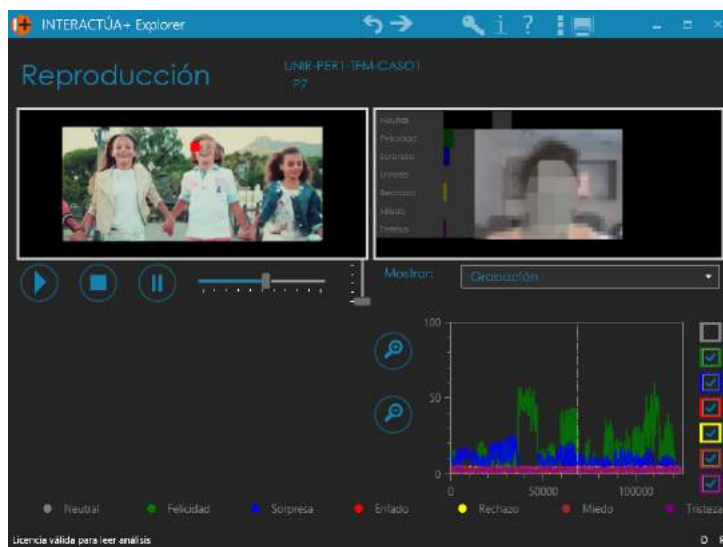 INTERACTÚA+ Explorer
Reproducción
UNIR-PER1-TFM-CASO1
P7
Neutral
Felicidad
Sorpresa
Enfado
Rechazo
Miedo
Tristeza
Mostrar:
Grabación
100
50
0
0
50000
100000
Neutral
Felicidad
Sorpresa
Enfado
Rechazo
Miedo
Tristeza
Licencia válida para leer análisis
D